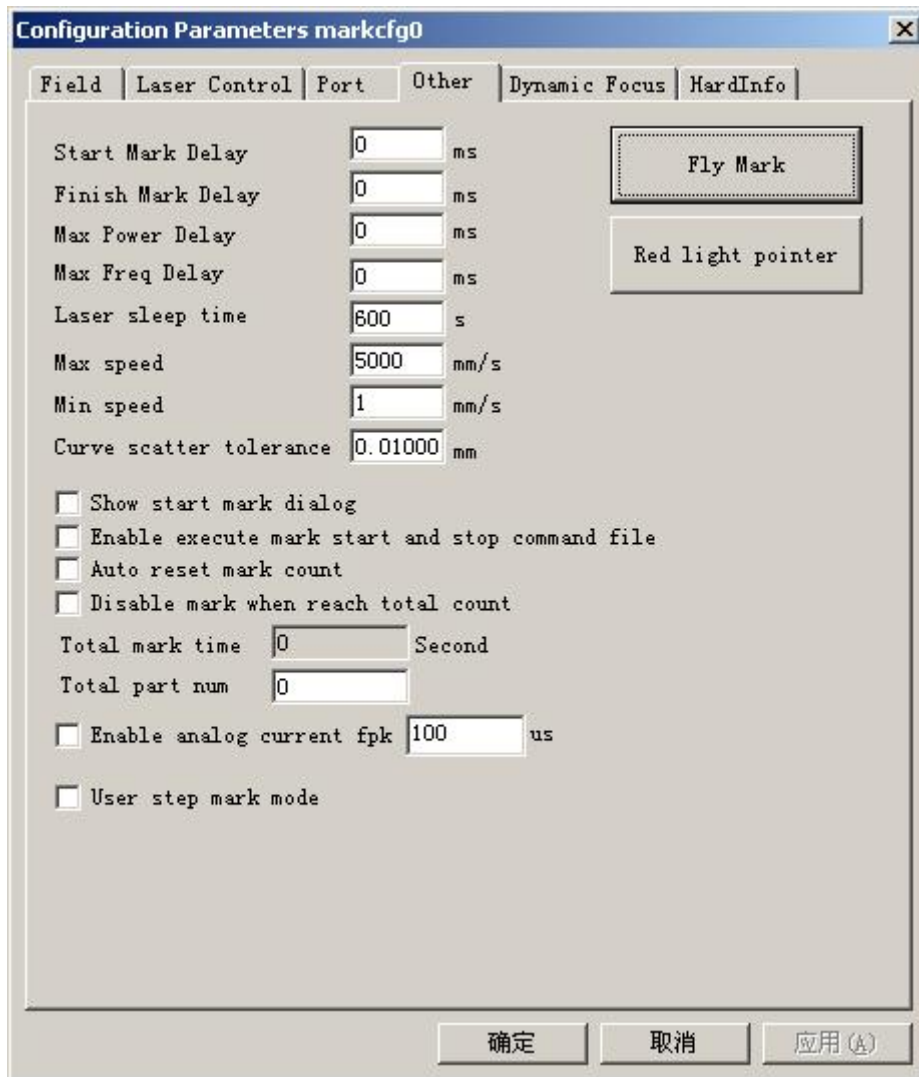 Configuration Parameters markcfg0
Field Laser Control Port Other Dynamic Focus HardInfo
Start Mark Delay 0 ms
Finish Mark Delay 0 ms
Max Power Delay 0 ms
Max Freq Delay 0 ms
Laser sleep time 600 s
Max speed 5000 mm/s
Min speed 1 mm/s
Curve scatter tolerance 0.01000 mm
Fly Mark
Red light pointer
Show start mark dialog
Enable execute mark start and stop command file
Auto reset mark count
Disable mark when reach total count
Total mark time 0 Second
Total part num 0
Enable analog current fpk 100 us
User step mark mode
确定 取消 应用(A)